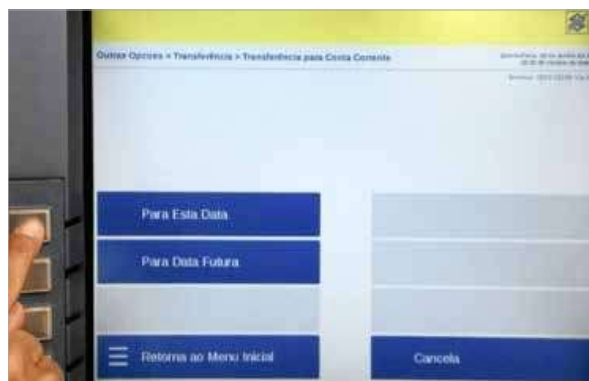 Outras Opções > Transferência > Transferência para Conta Corrente
Para Esta Data
Para Data Futura
Retorna ao Menu Inicial
Cancela